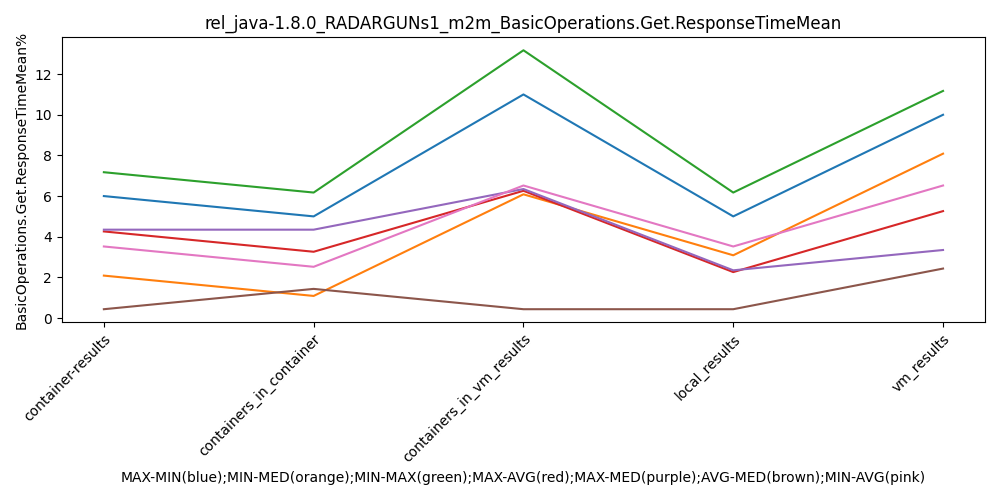 rel_java-1.8.0_RADARGUNs1_m2m_BasicOperations.Get.ResponseTimeMean
BasicOperations.Get.ResponseTimeMean%
12
10
8
6
4
2
0
container-results
containers_in_container
containers_in_vm_results
local_results
vm_results
MAX-MIN(blue);MIN-MED(orange);MIN-MAX(green);MAX-AVG(red);MAX-MED(purple);AVG-MED(brown);MIN-AVG(pink)